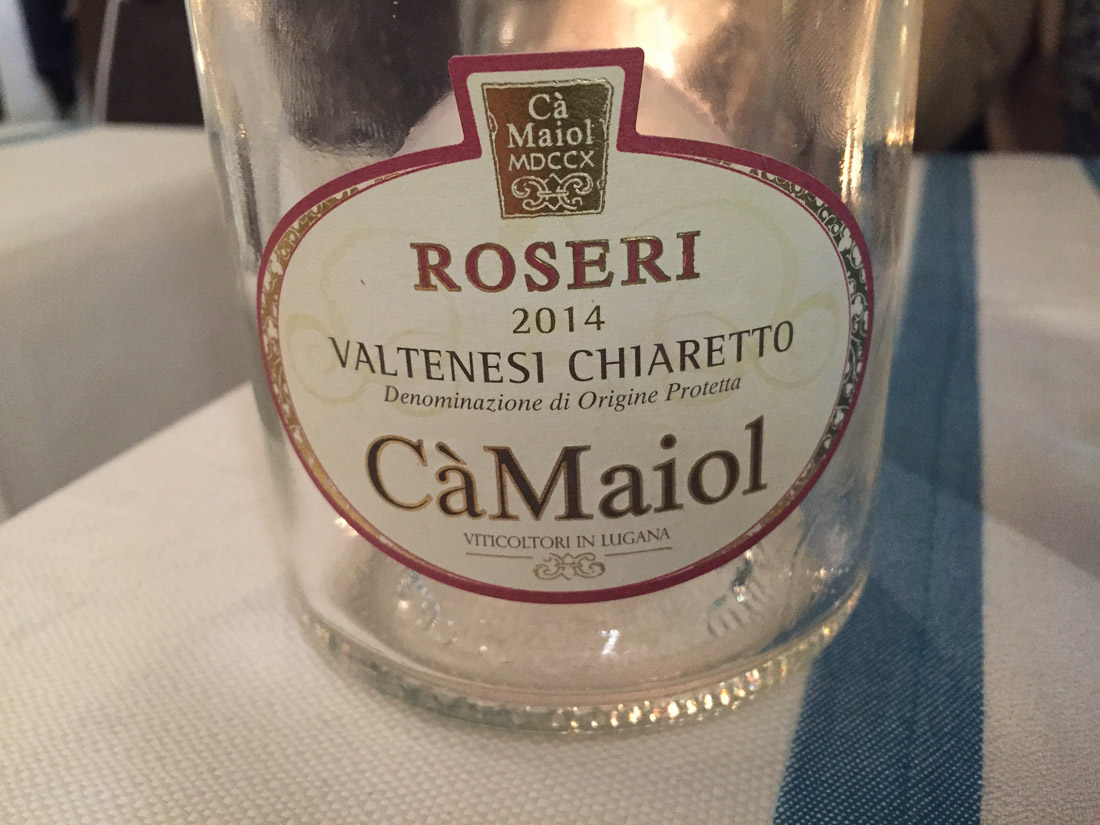 Cà
Maiol
MDCCX
ROSERI
2014
VALTENESI CHIARETTO
Denominazione di Origine Protetta
CàMaiol
VITICOLTORI IN LUGANA